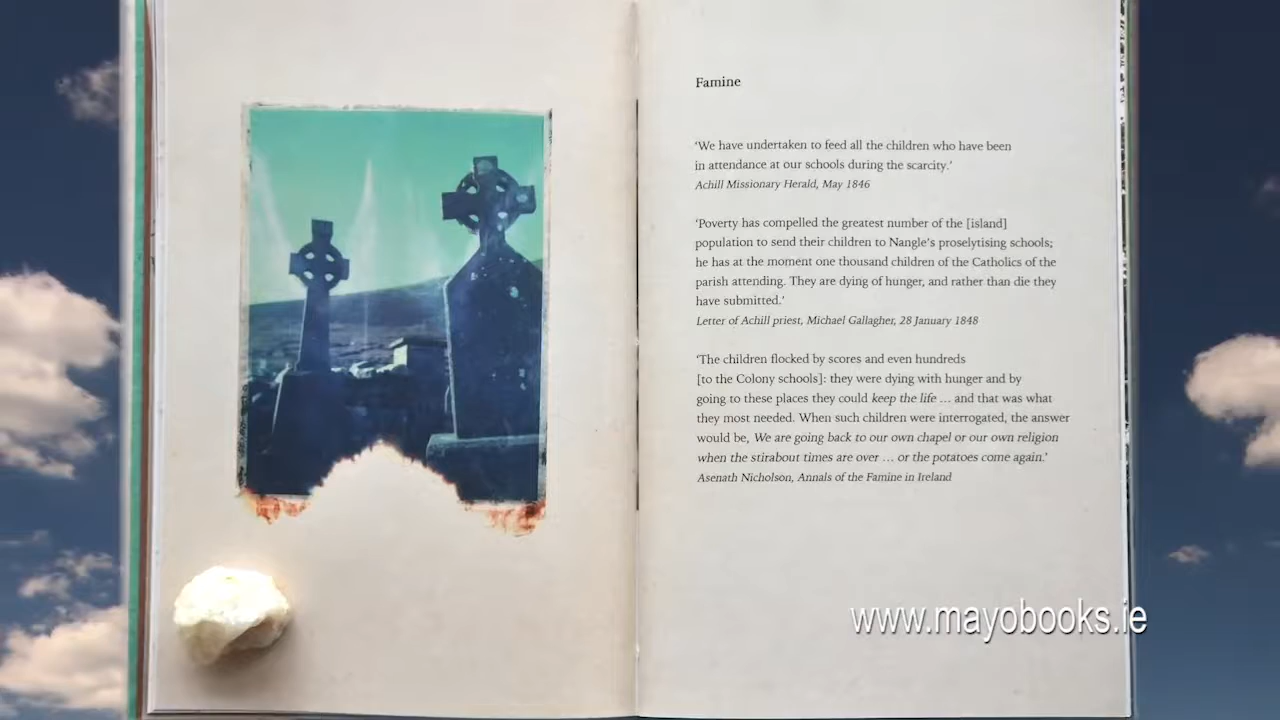 Famine
‘We have undertaken to feed all the children who have been
in attendance at our schools during the scarcity.’
Achill Missionary Herald, May 1846
‘Poverty has compelled the greatest number of the [island]
population to send their children to Nangle’s proselytising schools;
he has at the moment one thousand children of the Catholics of the
parish attending. They are dying of hunger, and rather than die they
have submitted.’
Letter of Achill priest, Michael Gallagher, 28 January 1848
‘The children flocked by scores and even hundreds
[to the Colony schools]: they were dying with hunger and by
going to these places they could keep the life ... and that was what
they most needed. When such children were interrogated, the answer
would be, We are going back to our own chapel or our own religion
when the stirabout times are over ... or the potatoes come again.’
Asenath Nicholson, Annals of the Famine in Ireland
www.mayobooks.ie